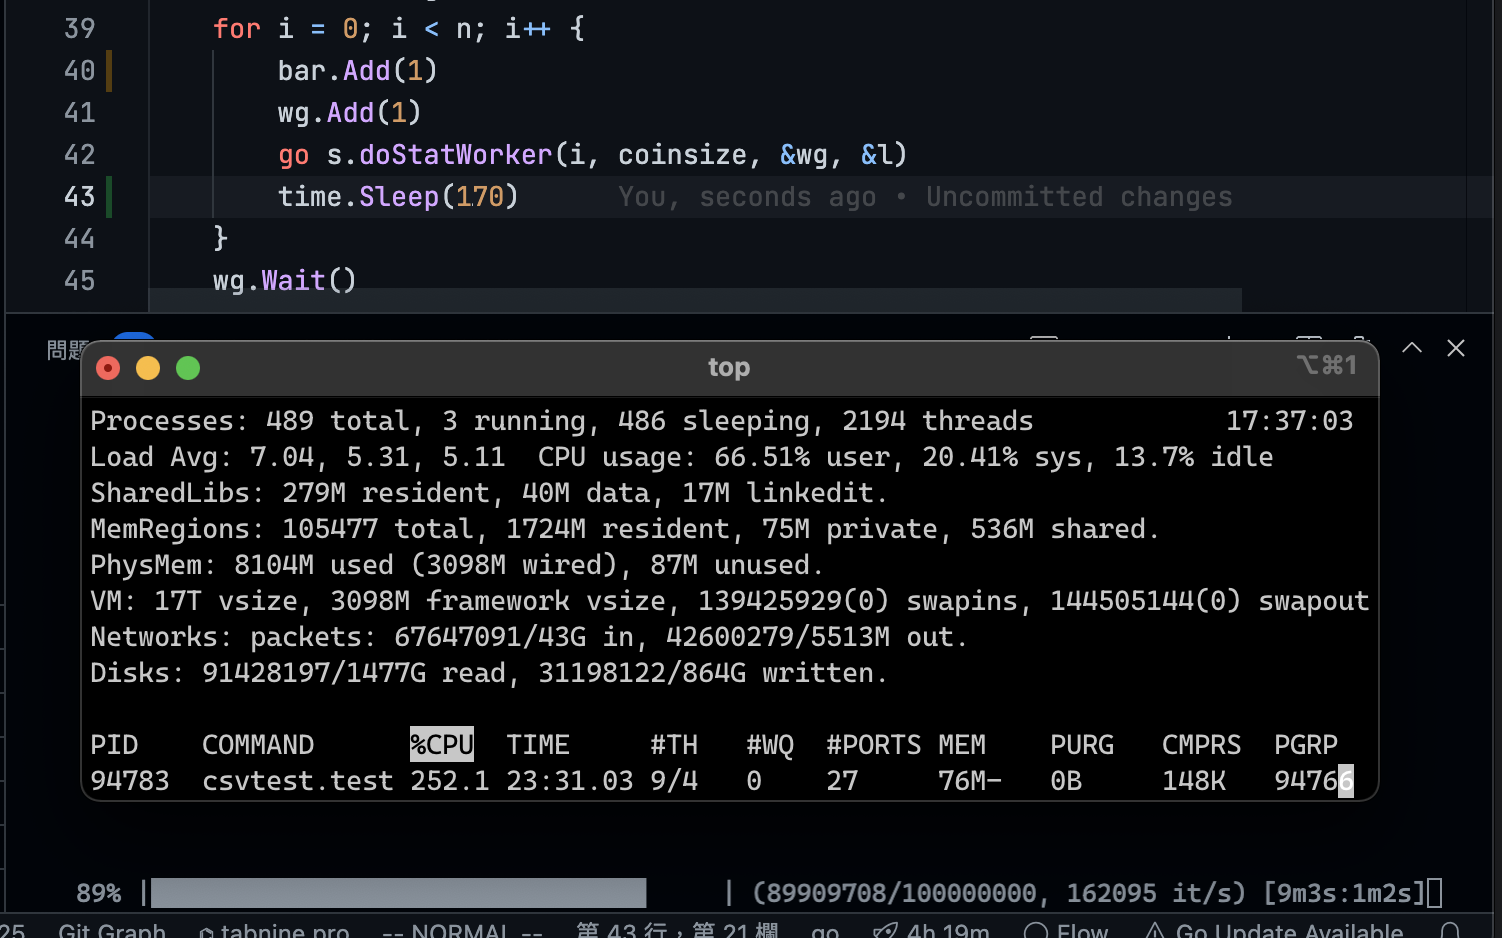 39 for i = 0; i < n; i++ {
40 bar.Add(1)
41 wg.Add(1)
42 go s.doStatWorker(i, coinsize, &wg, &l)
43 time.Sleep(170) You, seconds ago • Uncommitted changes
44 }
45 wg.Wait()
問題
top ⌥⌘1
Processes: 489 total, 3 running, 486 sleeping, 2194 threads 17:37:03
Load Avg: 7.04, 5.31, 5.11 CPU usage: 66.51% user, 20.41% sys, 13.7% idle
SharedLibs: 279M resident, 40M data, 17M linkedit.
MemRegions: 105477 total, 1724M resident, 75M private, 536M shared.
PhysMem: 8104M used (3098M wired), 87M unused.
VM: 17T vsize, 3098M framework vsize, 139425929(0) swapins, 144505144(0) swapout
Networks: packets: 67647091/43G in, 42600279/5513M out.
Disks: 91428197/1477G read, 31198122/864G written.
PID COMMAND %CPU TIME #TH #WQ #PORTS MEM PURG CMPRS PGRP
94783 csvtest.test 252.1 23:31.03 9/4 0 27 76M- 0B 148K 94766
89% | | (89909708/100000000, 162095 it/s) [9m3s:1m2s]
25 Git Graph tabnine pro -- NORMAL -- 第 43 行，第 21 欄 go 4h 19m Flow Go Update Available